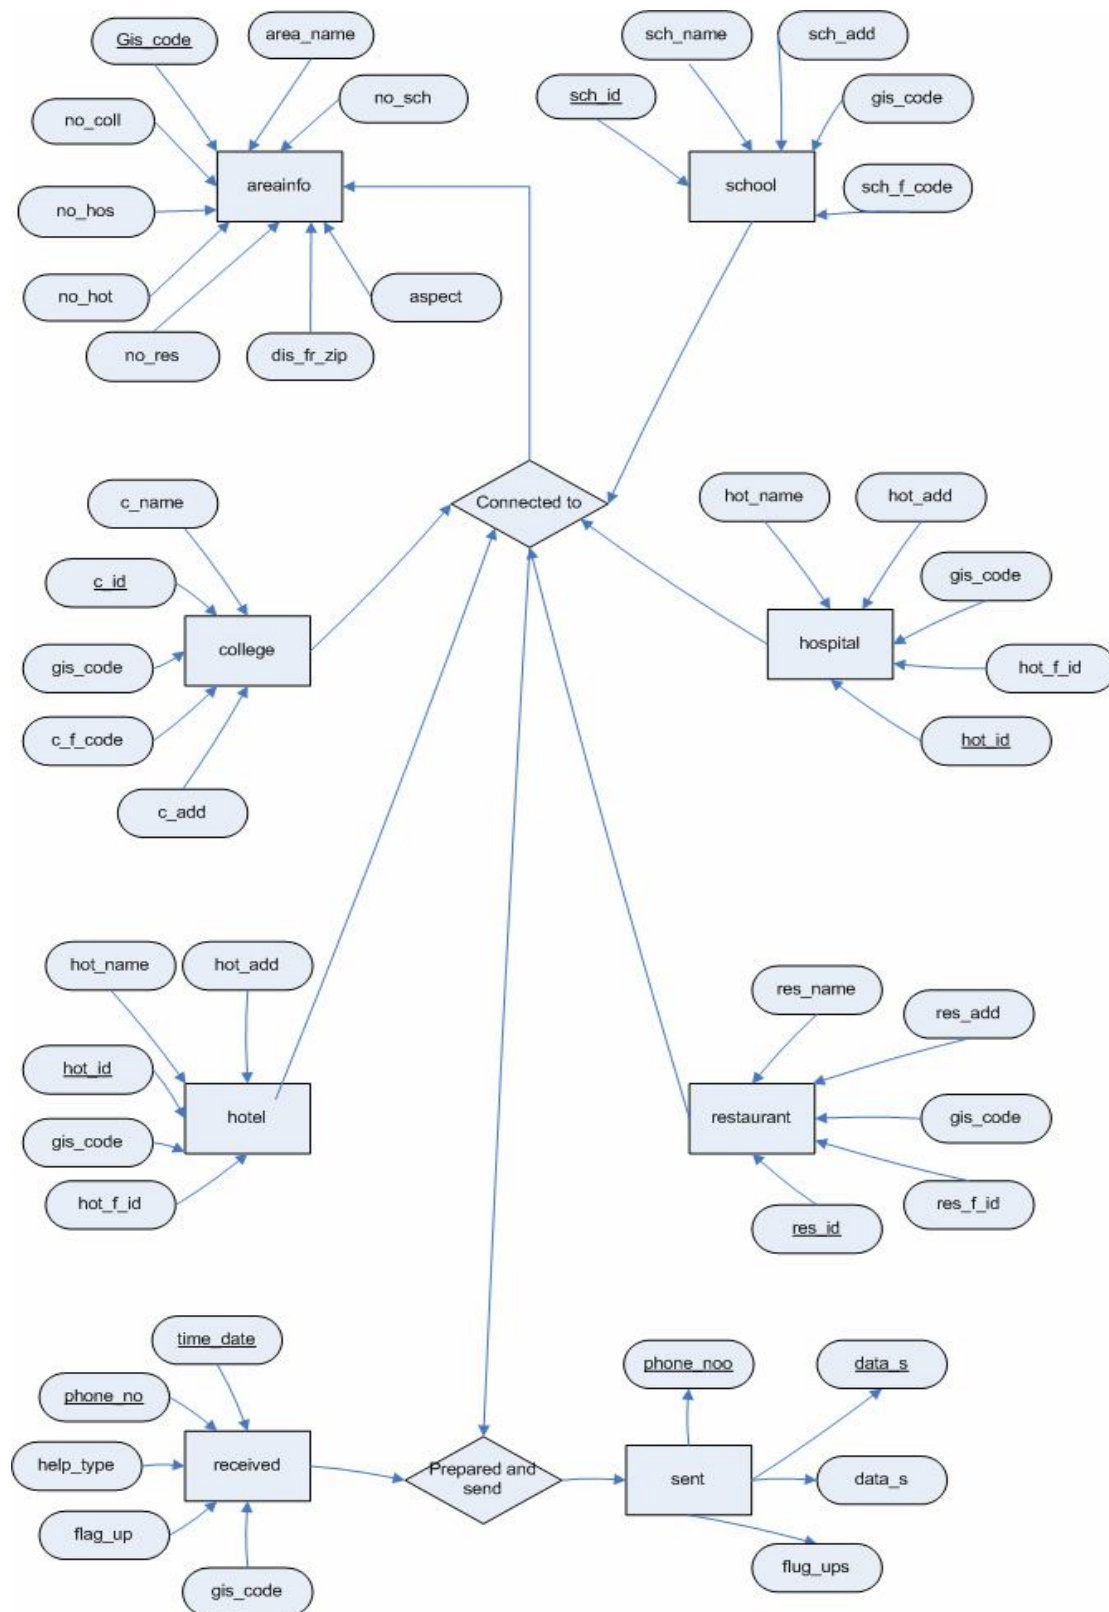 Gis_code
area_name
no_sch
no_coll
areainfo
no_hos
no_hot
no_res
dis_fr_zip
aspect
sch_name
sch_add
sch_id
gis_code
school
sch_f_code
Connected to
c_name
c_id
college
gis_code
c_f_code
c_add
hot_name
hot_add
gis_code
hospital
hot_f_id
hot_id
hot_name
hot_add
hot_id
hotel
gis_code
hot_f_id
res_name
res_add
restaurant
gis_code
res_f_id
res_id
time_date
phone_no
help_type
received
flag_up
gis_code
Prepared and
send
phone_noo
data_s
sent
data_s
flug_ups